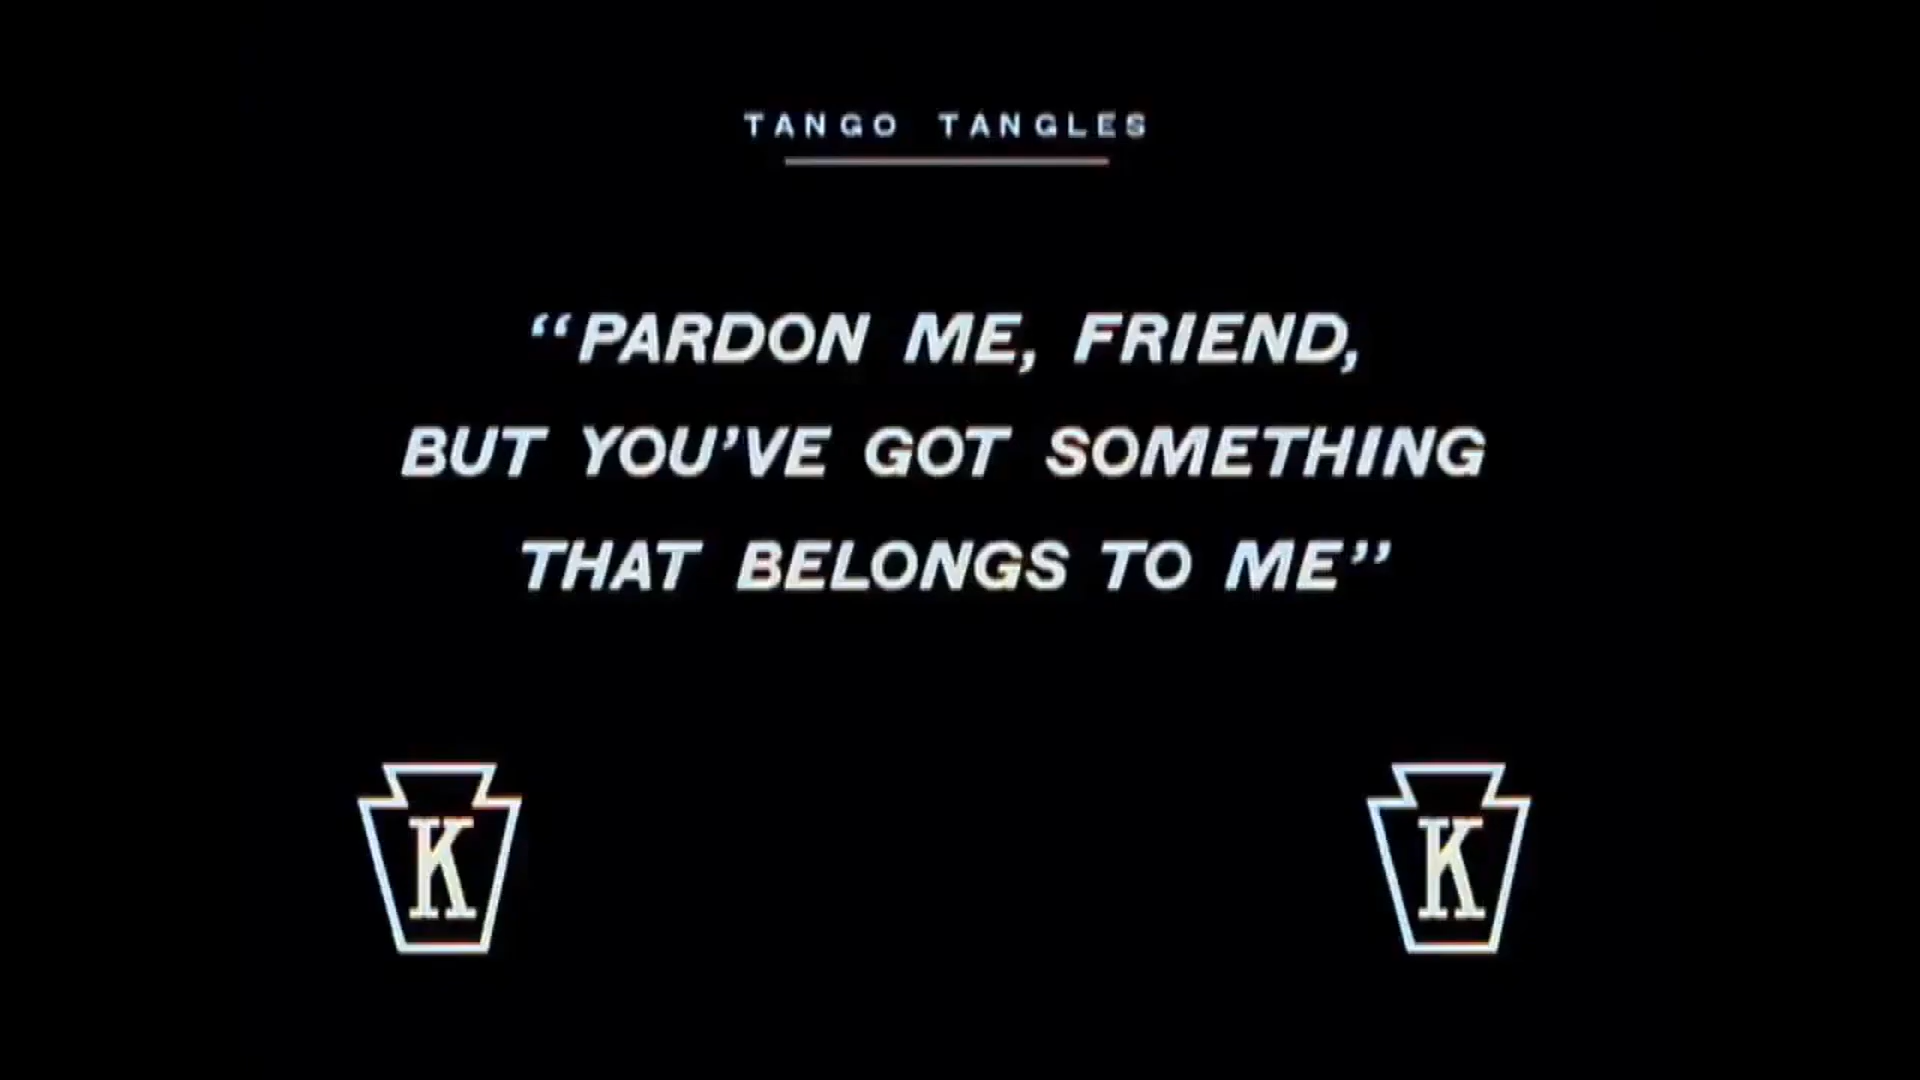 TANGO TANGLES
“PARDON ME, FRIEND,
BUT YOU’VE GOT SOMETHING
THAT BELONGS TO ME”
K K